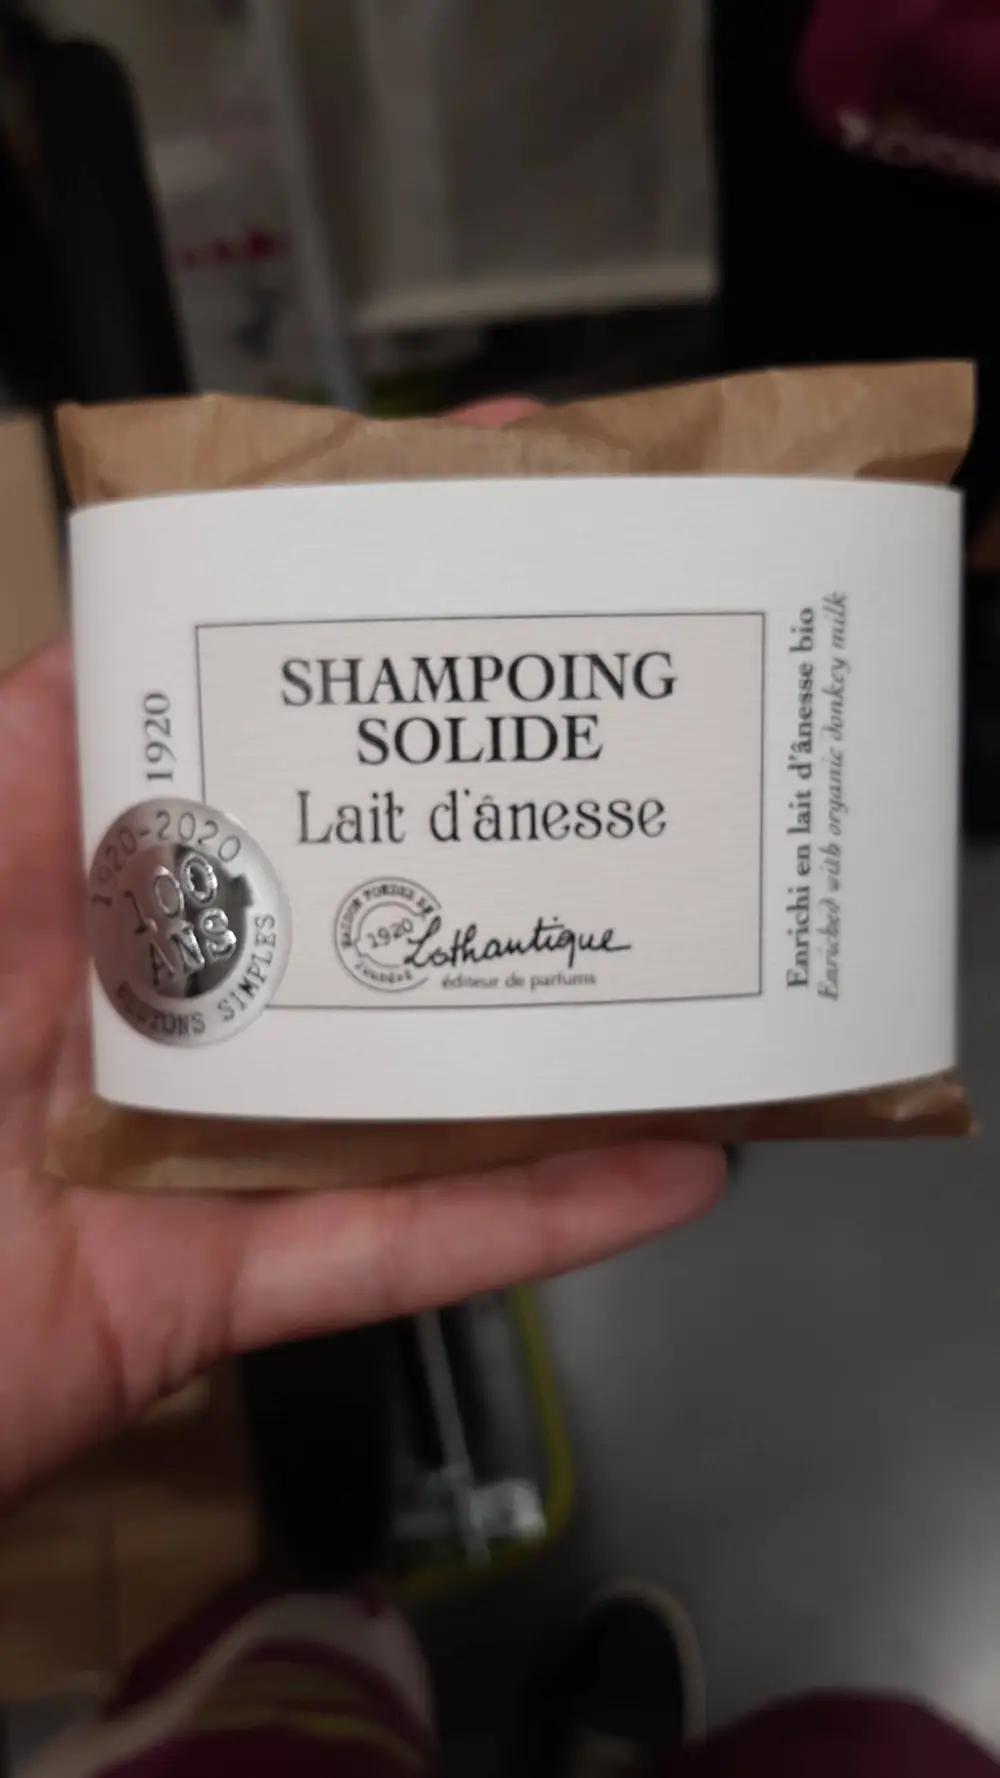 SHAMPOING
SOLIDE
Lait d'ânesse
1920
Lothantique
éditeur de parfums
1920
1920-2020
100
ANS
RESTONS SIMPLES
Enrichi en lait d'ânesse bio
Enriched with organic donkey milk